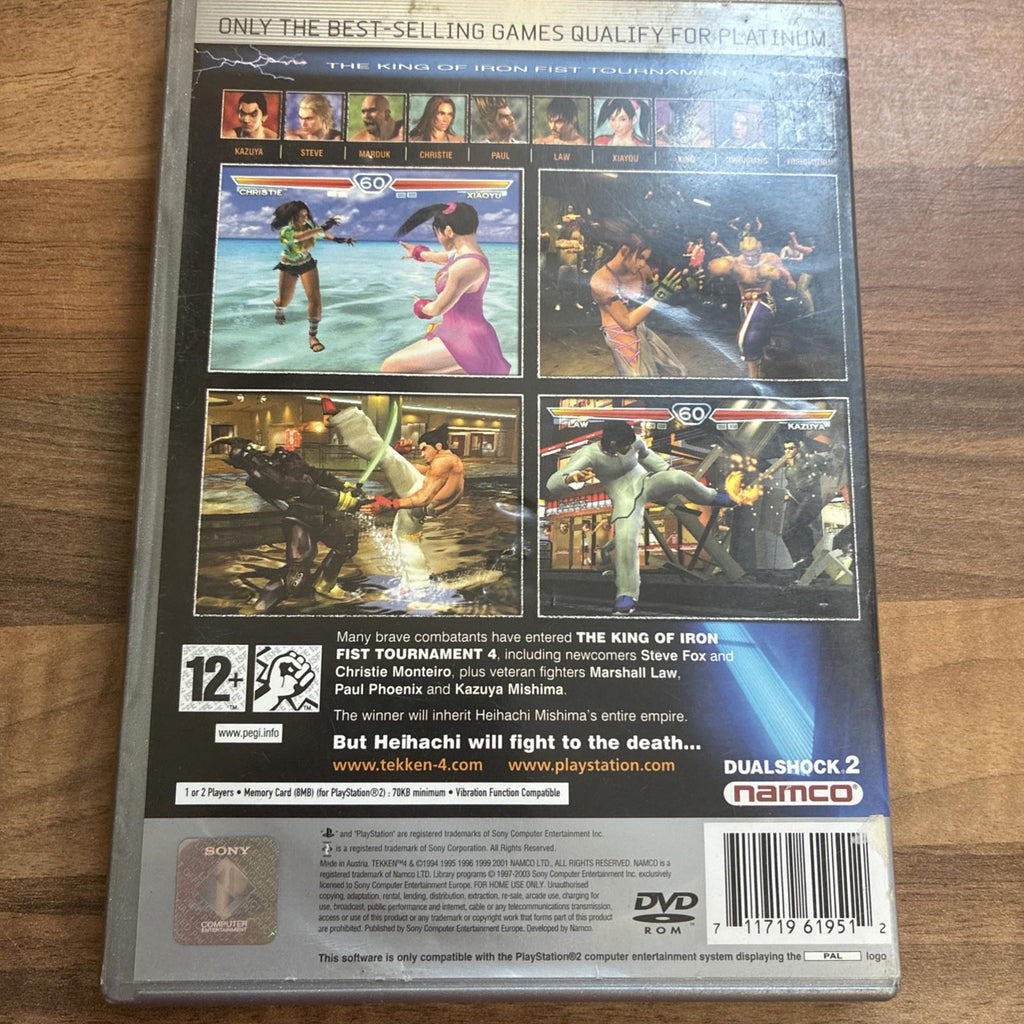 ONLY THE BEST-SELLING GAMES QUALIFY FOR PLATINUM
THE KING OF IRON FIST TOURNAMENT
KAZUYA STEVE MARDUK CHRISTIE PAUL LAW XIAYOU KING
CHRISTIE 60 XIAOYU
LAW 60 KAZUYA
Many brave combatants have entered THE KING OF IRON
FIST TOURNAMENT 4, including newcomers Steve Fox and
Christie Monteiro, plus veteran fighters Marshall Law,
Paul Phoenix and Kazuya Mishima.
12+
www.pegi.info
The winner will inherit Heihachi Mishima's entire empire.
But Heihachi will fight to the death...
www.tekken-4.com www.playstation.com
DUALSHOCK 2
namco
1 or 2 Players • Memory Card (8MB) (for PlayStation®2) : 70KB minimum • Vibration Function Compatible
SONY
COMPUTER
ENTERTAINMENT
" and "PlayStation" are registered trademarks of Sony Computer Entertainment Inc.
is a registered trademark of Sony Corporation. All Rights Reserved.
Made in Austria. TEKKEN™4 & ©1994 1995 1996 1999 2001 NAMCO LTD., ALL RIGHTS RESERVED. NAMCO is a
registered trademark of Namco LTD. Library programs © 1997-2003 Sony Computer Entertainment Inc. exclusively
licensed to Sony Computer Entertainment Europe. FOR HOME USE ONLY. Unauthorised
copying, adaptation, rental, lending, distribution, extraction, re-sale, arcade use, charging for
use, broadcast, public performance and internet, cable or any telecommunications transmission,
access or use of this product or any trademark or copyright work that forms part of this product
are prohibited. Published by Sony Computer Entertainment Europe. Developed by Namco.
DVD
ROM
7 11719 61951 2
This software is only compatible with the PlayStation®2 computer entertainment system displaying the PAL logo